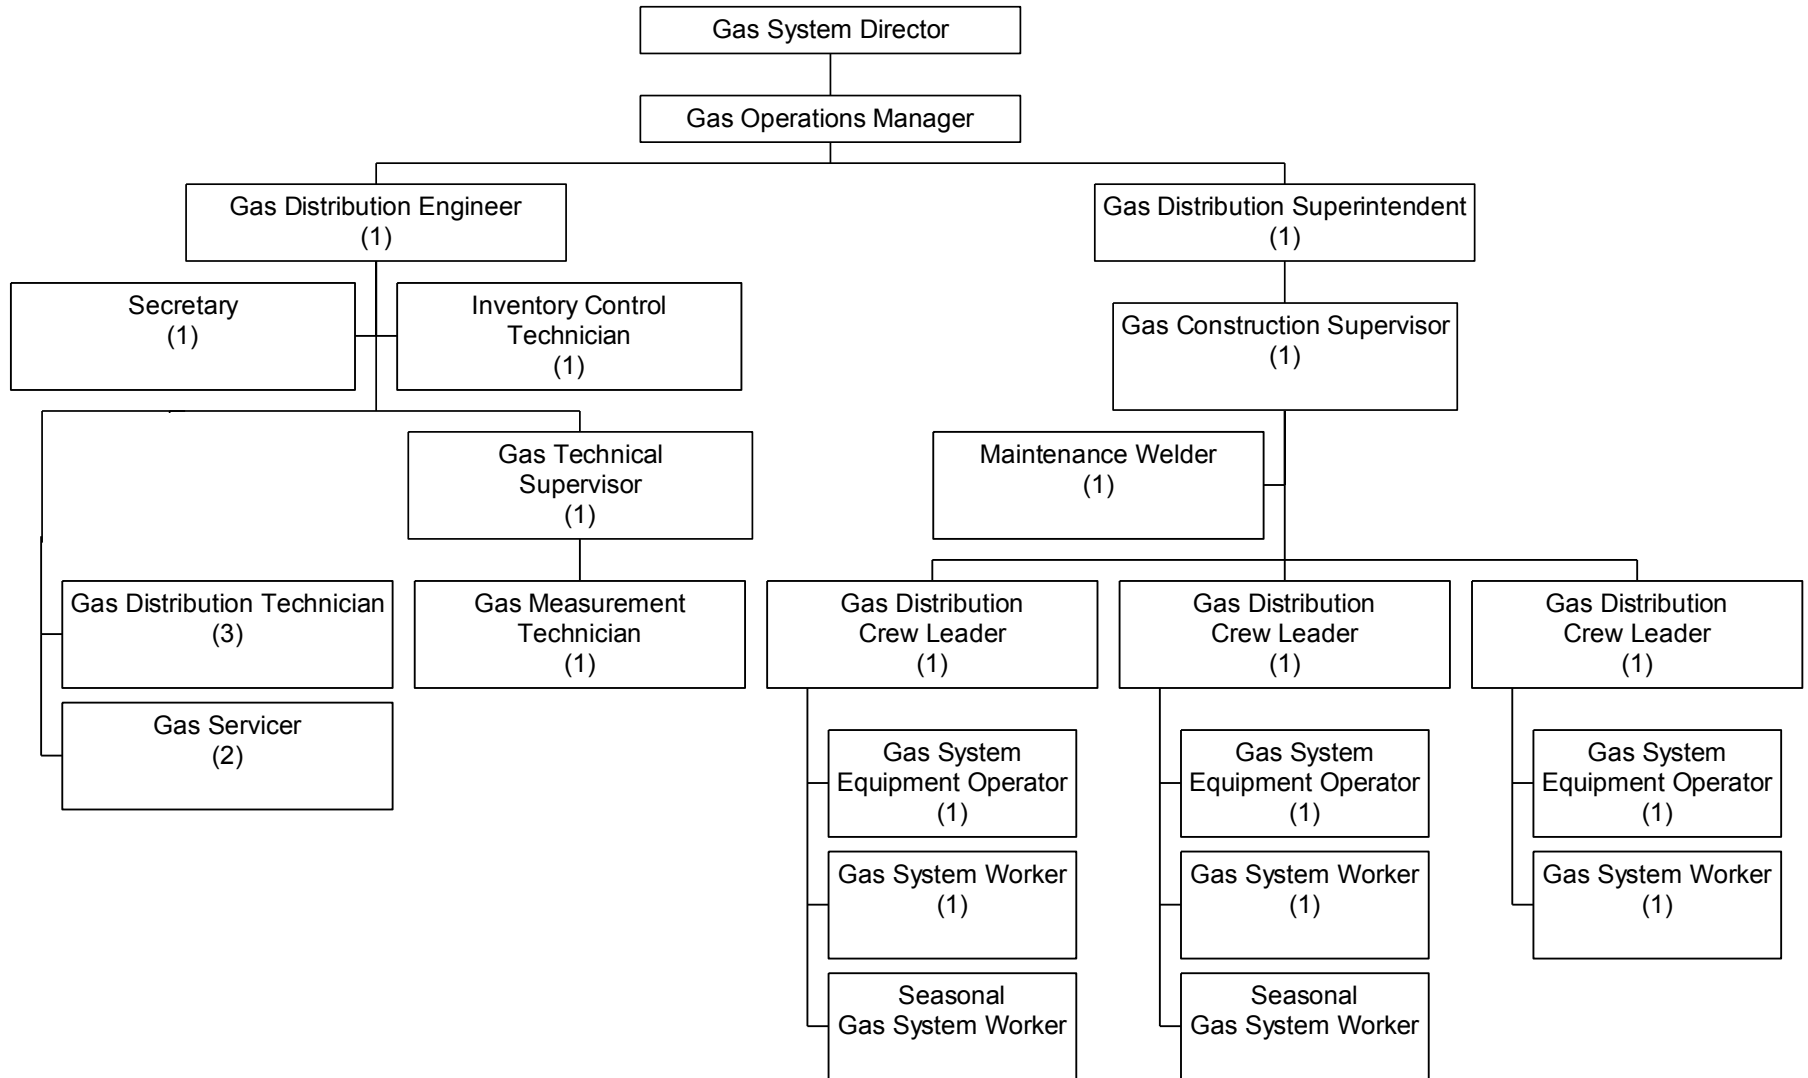 Gas System Director
Gas Operations Manager
Gas Distribution Engineer
(1)
Gas Distribution Superintendent
(1)
Secretary
(1)
Inventory Control
Technician
(1)
Gas Construction Supervisor
(1)
Gas Technical
Supervisor
(1)
Maintenance Welder
(1)
Gas Distribution Technician
(3)
Gas Measurement
Technician
(1)
Gas Distribution
Crew Leader
(1)
Gas Distribution
Crew Leader
(1)
Gas Distribution
Crew Leader
(1)
Gas Servicer
(2)
Gas System
Equipment Operator
(1)
Gas System
Equipment Operator
(1)
Gas System
Equipment Operator
(1)
Gas System Worker
(1)
Gas System Worker
(1)
Gas System Worker
(1)
Seasonal
Gas System Worker
Seasonal
Gas System Worker